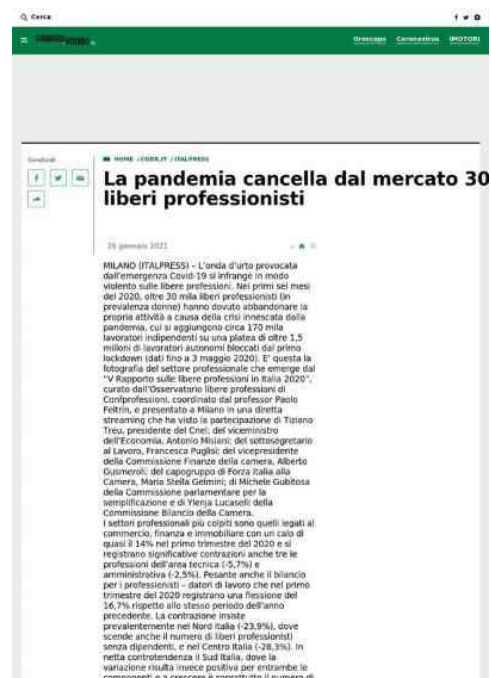 Cerca
Oroscopo Coronavirus IMOTORI
Condividi
HOME / CORR.IT / ITALPRESS
La pandemia cancella dal mercato 30
liberi professionisti
26 gennaio 2021
MILANO (ITALPRESS) – L'onda d'urto provocata
dall'emergenza Covid-19 si infrange in modo
violento sulle libere professioni. Nei primi sei mesi
del 2020, oltre 30 mila liberi professionisti (in
prevalenza donne) hanno dovuto abbandonare la
propria attività a causa della crisi innescata dalla
pandemia, cui si aggiungono circa 170 mila
lavoratori indipendenti su una platea di oltre 1,5
milioni di lavoratori autonomi bloccati dal primo
lockdown (dati fino a 3 maggio 2020). E' questa la
fotografia del settore professionale che emerge dal
"V Rapporto sulle libere professioni in Italia 2020",
curato dall'Osservatorio libere professioni di
Confprofessioni, coordinato dal professor Paolo
Feltrin, e presentato a Milano in una diretta
streaming che ha visto la partecipazione di Tiziano
Treu, presidente del Cnel; del viceministro
dell'Economia, Antonio Misiani; del sottosegretario
al Lavoro, Francesca Puglisi; del vicepresidente
della Commissione Finanze della camera, Alberto
Gusmeroli; del capogruppo di Forza Italia alla
Camera, Maria Stella Gelmini; di Michele Gubitosa
della Commissione parlamentare per la
semplificazione e di Ylenja Lucaselli della
Commissione Bilancio della Camera.
I settori professionali più colpiti sono quelli legati al
commercio, finanza e immobiliare con un calo di
quasi il 14% nel primo trimestre del 2020 e si
registrano significative contrazioni anche tre le
professioni dell'area tecnica (-5,7%) e
amministrativa (-2,5%). Pesante anche il bilancio
per i professionisti – datori di lavoro che nel primo
trimestre del 2020 registrano una flessione del
16,7% rispetto allo stesso periodo dell'anno
precedente. La contrazione insiste
prevalentemente nel Nord Italia (-23,9%), dove
scende anche il numero di liberi professionisti
senza dipendenti, e nel Centro Italia (-28,3%). In
netta controtendenza il Sud Italia, dove la
variazione risulta invece positiva per entrambe le
componenti e a crescere è soprattutto il numero di